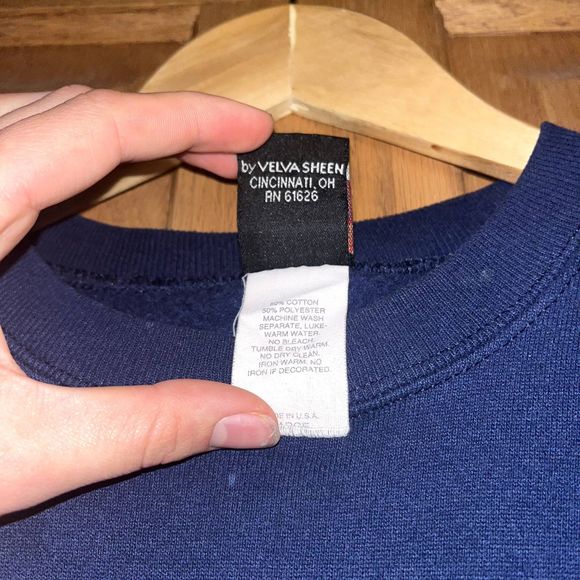 by VELVA SHEEN
CINCINNATI, OH
RN 61626
50% COTTON
50% POLYESTER
MACHINE WASH
SEPARATE, LUKE-
WARM WATER.
NO BLEACH.
TUMBLE DRY WARM.
NO DRY CLEAN.
IRON WARM. NO
IRON IF DECORATED.
IN U.S.A.